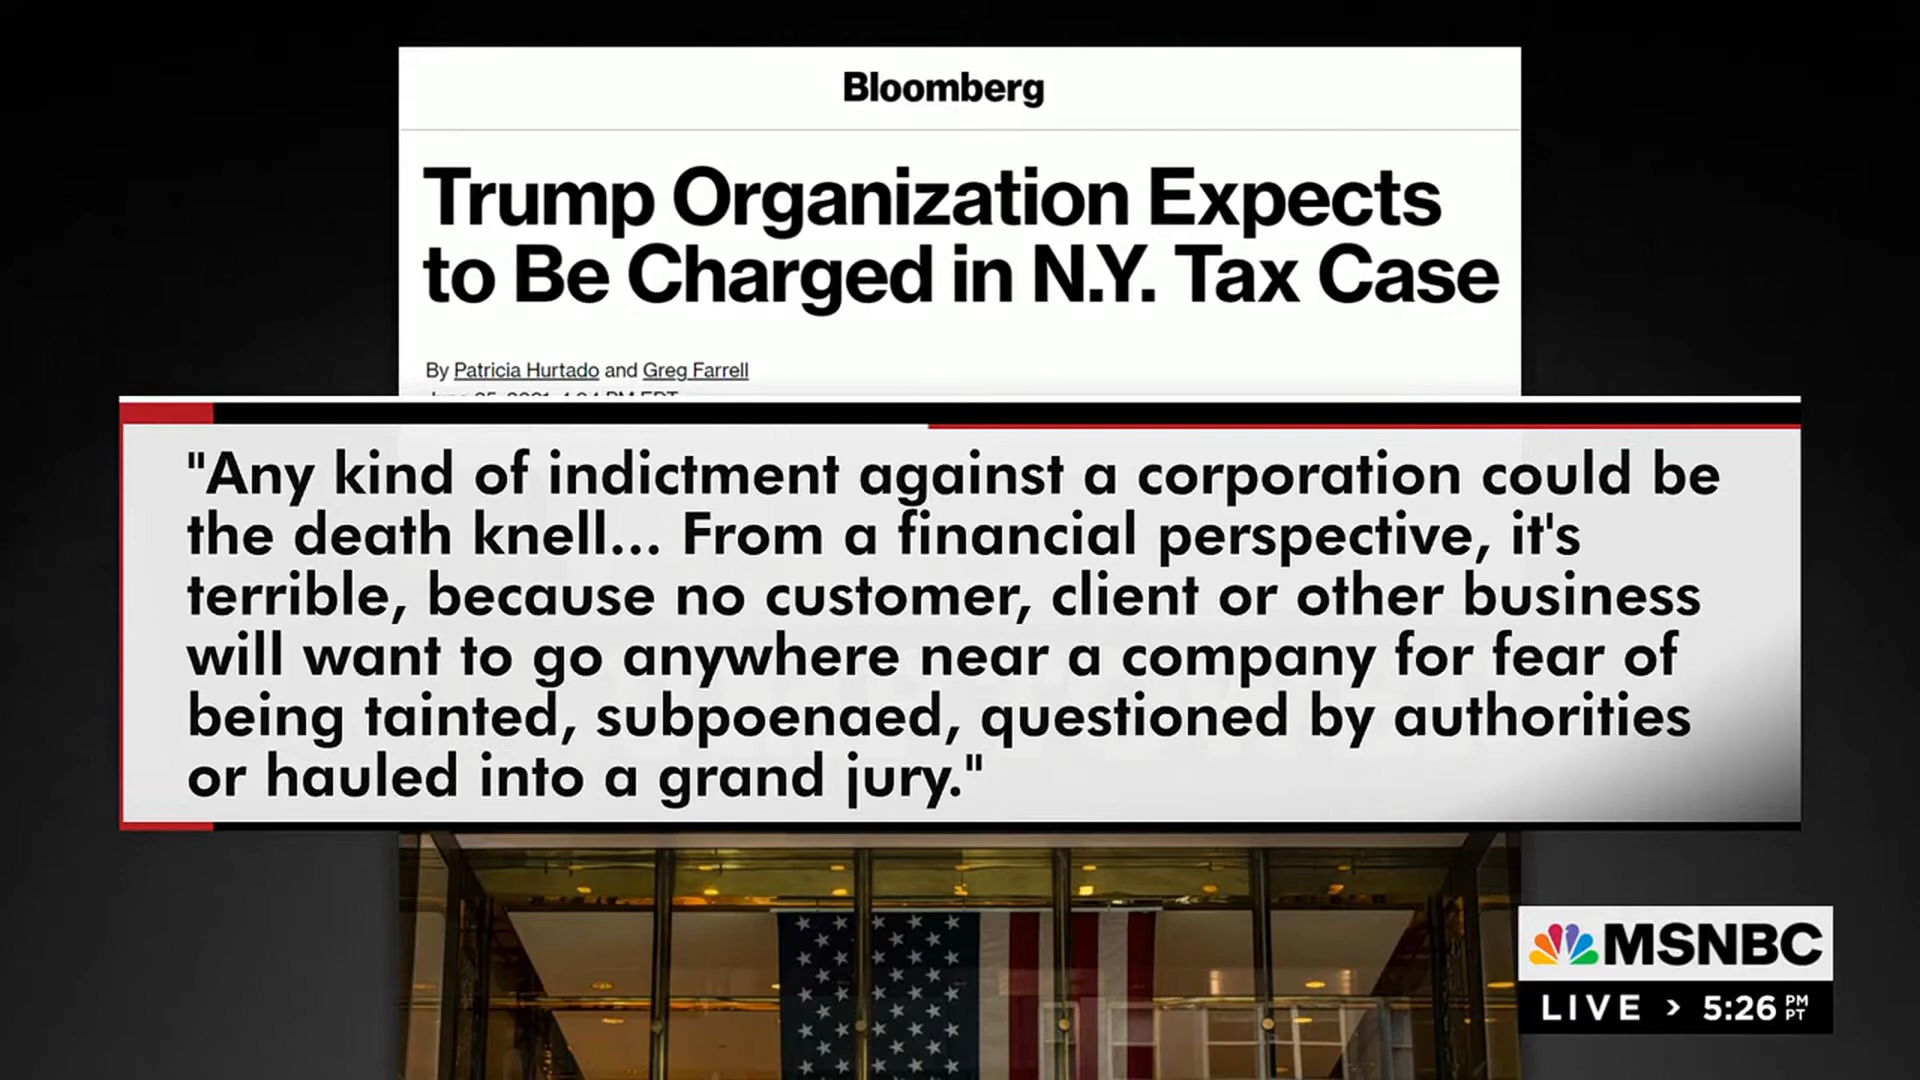 Bloomberg
Trump Organization Expects
to Be Charged in N.Y. Tax Case
By Patricia Hurtado and Greg Farrell
"Any kind of indictment against a corporation could be
the death knell... From a financial perspective, it's
terrible, because no customer, client or other business
will want to go anywhere near a company for fear of
being tainted, subpoenaed, questioned by authorities
or hauled into a grand jury."
MSNBC
LIVE > 5:26 PM PT